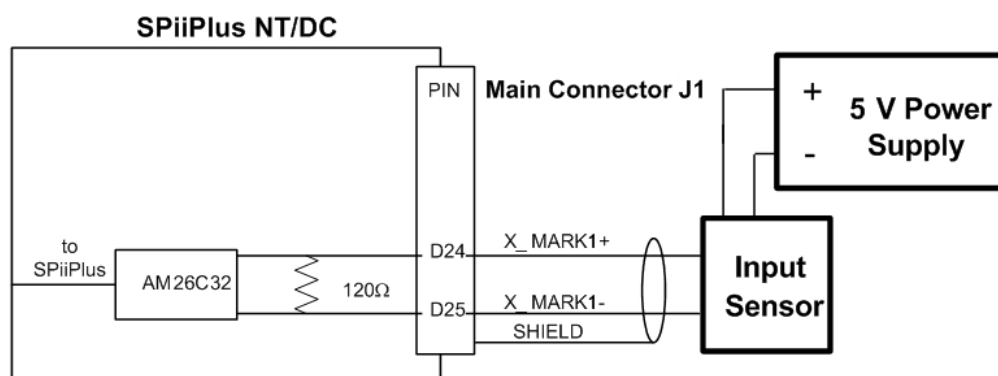 SPiiPlus NT/DC
PIN
Main Connector J1
+
5 V Power
Supply
-
to
SPiiPlus
AM26C32
120Ω
D24
X_MARK1+
D25
X_MARK1-
SHIELD
Input
Sensor